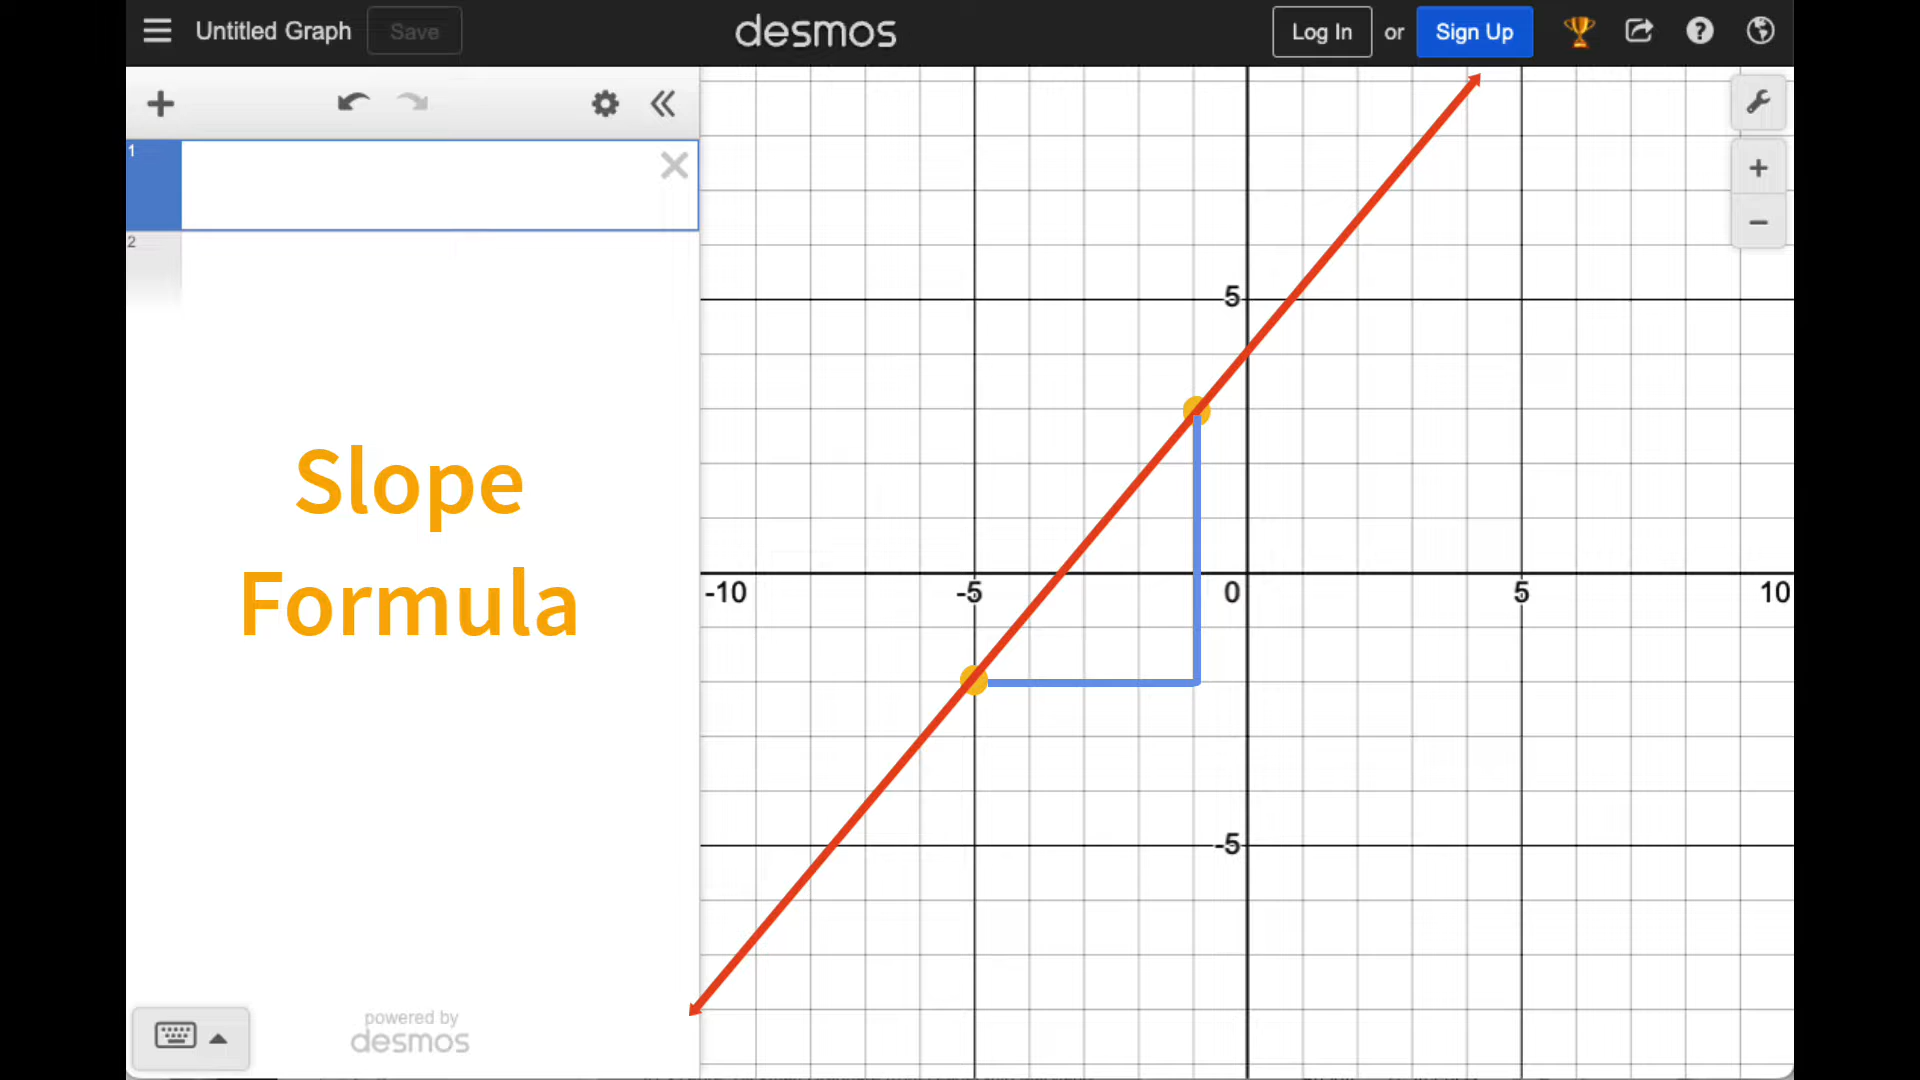 Untitled Graph
Save
desmos
Log In or Sign Up
1
2
Slope
Formula
5
-10
-5
0
5
10
-5
powered by
desmos